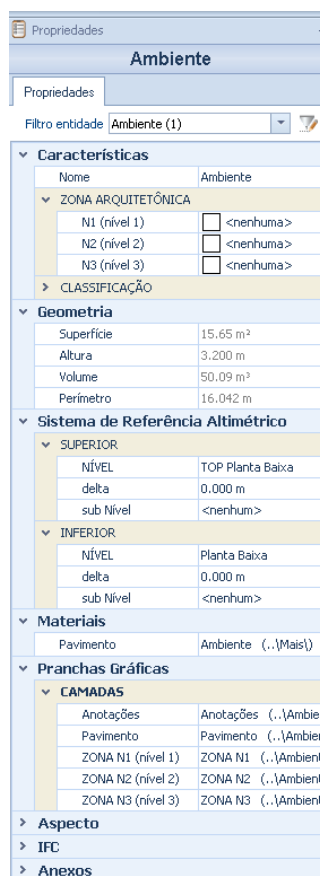 Propriedades
Ambiente
Propriedades
Filtro entidade Ambiente (1)
Características
Nome Ambiente
ZONA ARQUITETÔNICA
N1 (nível 1) <nenhuma>
N2 (nível 2) <nenhuma>
N3 (nível 3) <nenhuma>
CLASSIFICAÇÃO
Geometria
Superfície 15.65 m²
Altura 3.200 m
Volume 50.09 m³
Perímetro 16.042 m
Sistema de Referência Altimétrico
SUPERIOR
NÍVEL TOP Planta Baixa
delta 0.000 m
sub Nível <nenhum>
INFERIOR
NÍVEL Planta Baixa
delta 0.000 m
sub Nível <nenhum>
Materiais
Pavimento Ambiente (..\Mais\)
Pranchas Gráficas
CAMADAS
Anotações Anotações (..\Ambie
Pavimento Pavimento (..\Ambien
ZONA N1 (nível 1) ZONA N1 (..\Ambient
ZONA N2 (nível 2) ZONA N2 (..\Ambient
ZONA N3 (nível 3) ZONA N3 (..\Ambient
Aspecto
IFC
Anexos